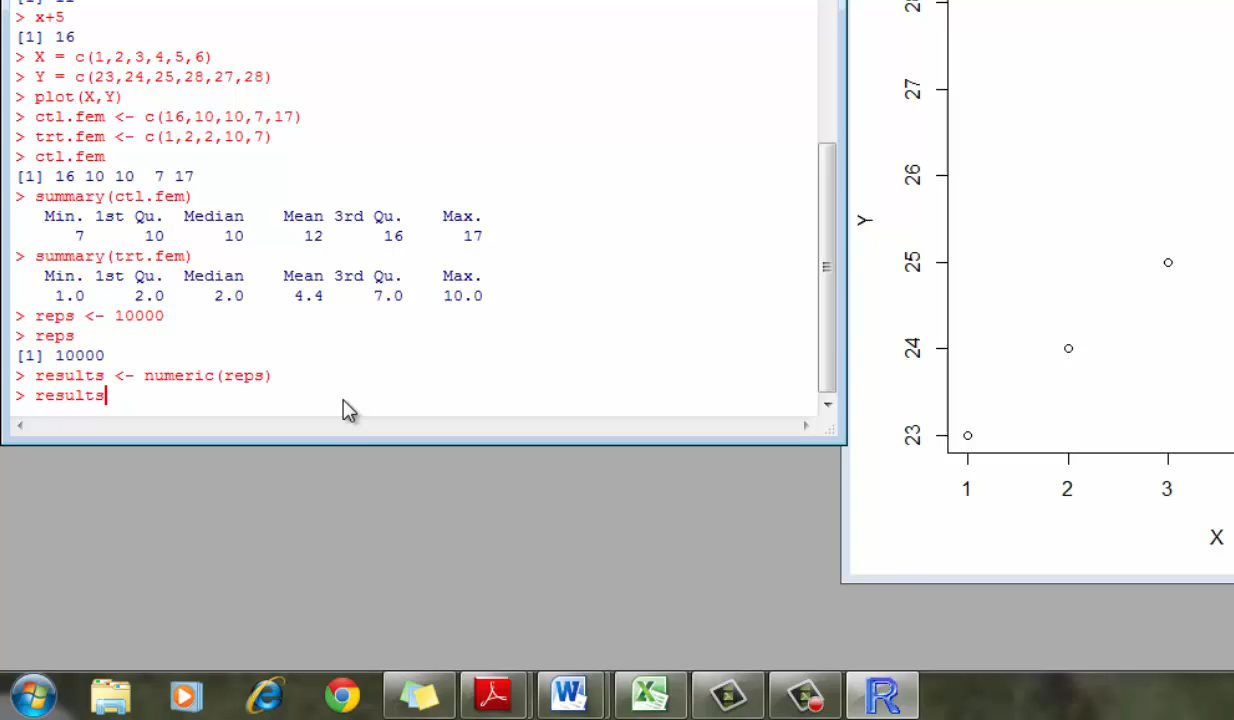 > x+5
[1] 16
> X = c(1,2,3,4,5,6)
> Y = c(23,24,25,28,27,28)
> plot(X,Y)
> ctl.fem <- c(16,10,10,7,17)
> trt.fem <- c(1,2,2,10,7)
> ctl.fem
[1] 16 10 10  7 17
> summary(ctl.fem)
Min. 1st Qu. Median Mean 3rd Qu. Max.
7 10 10 12 16 17
> summary(trt.fem)
Min. 1st Qu. Median Mean 3rd Qu. Max.
1.0 2.0 2.0 4.4 7.0 10.0
> reps <- 10000
> reps
[1] 10000
> results <- numeric(reps)
> results
27
26
Y
25
24
23
1 2 3
X